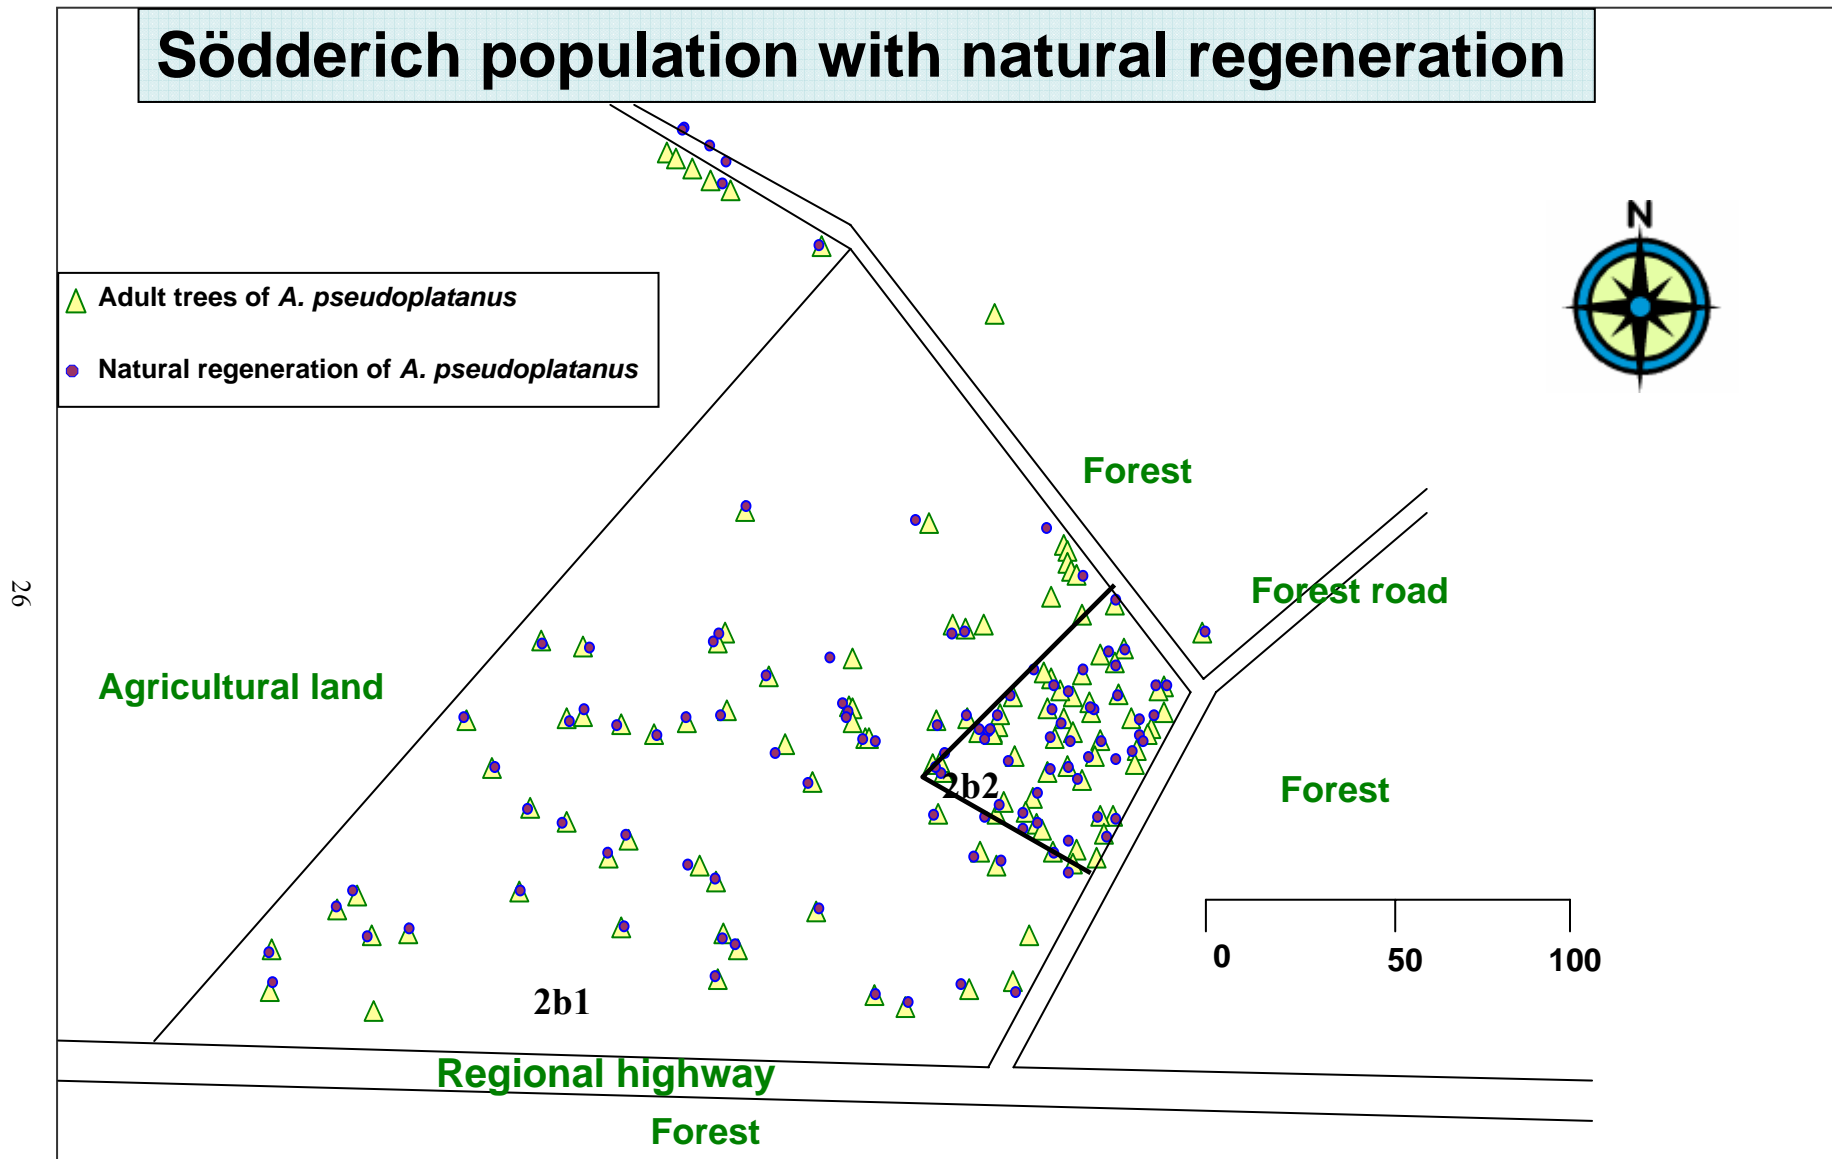 Södderich population with natural regeneration
N
Adult trees of A. pseudoplatanus
Natural regeneration of A. pseudoplatanus
Forest
Forest road
26
Agricultural land
2b2
Forest
0 50 100
2b1
Regional highway
Forest